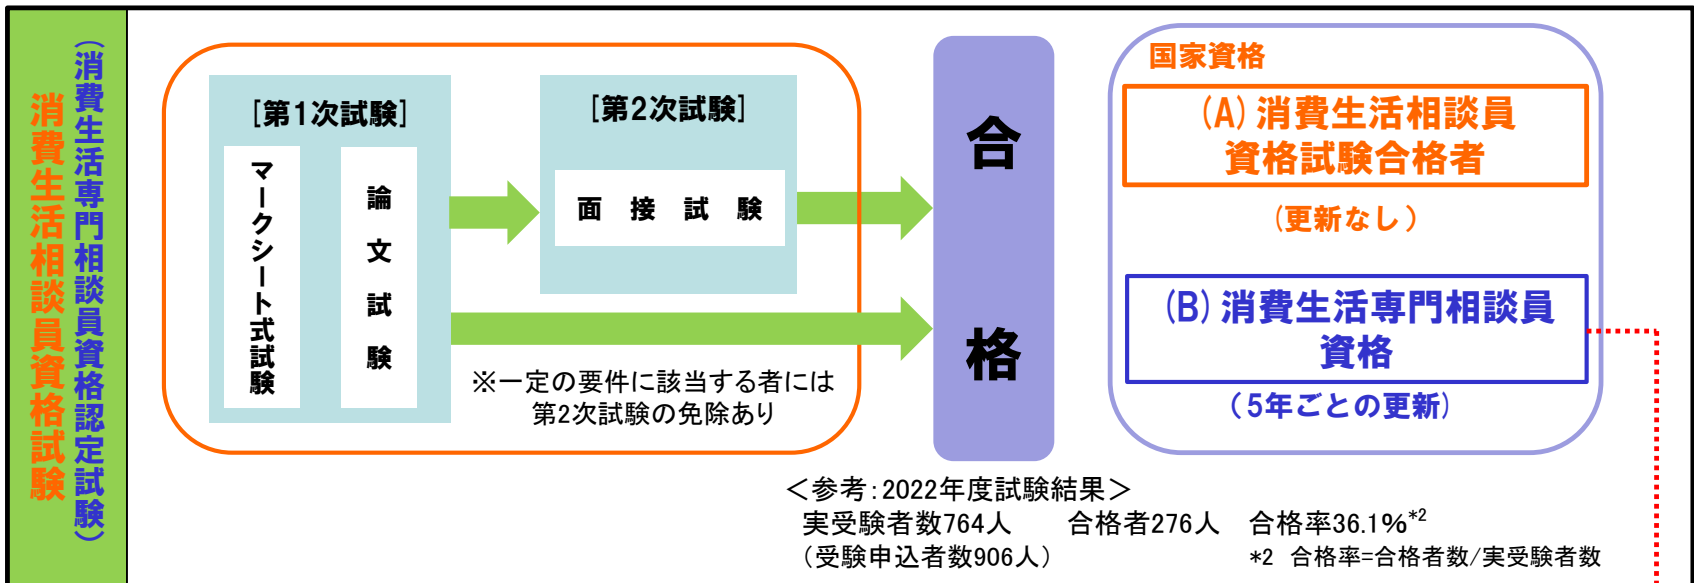 消費生活相談員資格試験
（消費生活専門相談員資格認定試験）
[第1次試験]
マークシート式試験
論文試験
[第2次試験]
面接試験
※一定の要件に該当する者には
第2次試験の免除あり
合格
国家資格
(A)消費生活相談員
資格試験合格者
(更新なし)
(B)消費生活専門相談員
資格
(5年ごとの更新)
＜参考:2022年度試験結果＞
実受験者数764人 合格者276人 合格率36.1%*2
(受験申込者数906人) *2 合格率=合格者数/実受験者数